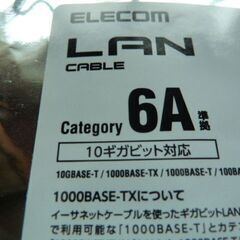 ELECOM
LAN
CABLE
Category 6A 準拠
10ギガビット対応
10GBASE-T / 1000BASE-TX / 1000BASE-T / 100BA
1000BASE-TXについて
イーサネットケーブルを使ったギガビットLAN
で利用可能な「1000BASE-T」とカテ